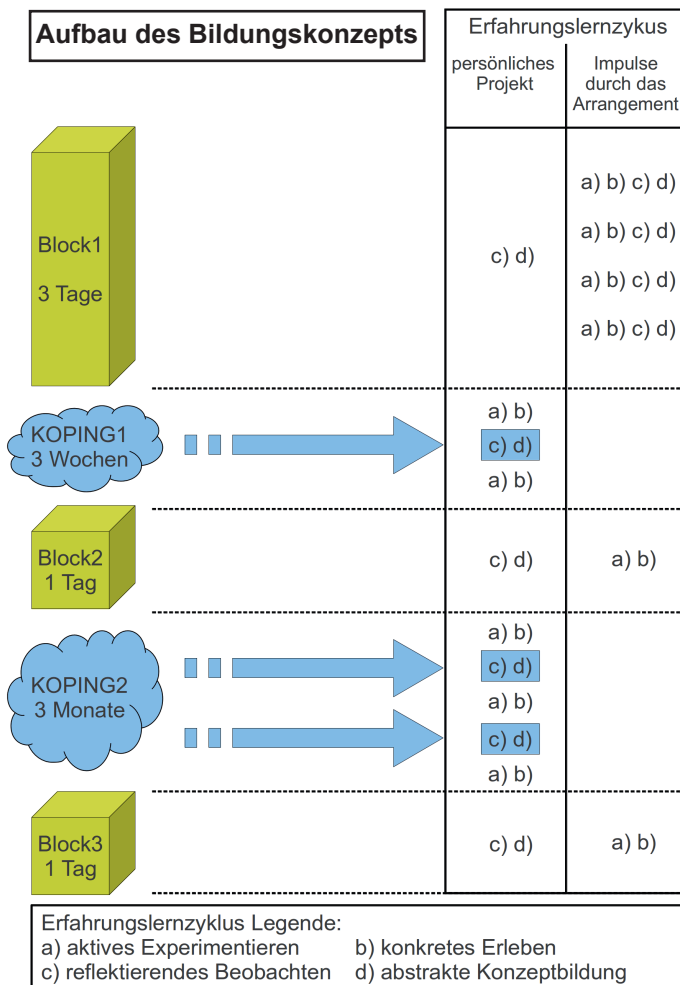 Aufbau des Bildungskonzepts
Erfahrungslernzykus
persönliches
Projekt
Impulse
durch das
Arrangement
Block1
3 Tage
c) d)
a) b) c) d)
a) b) c) d)
a) b) c) d)
a) b) c) d)
KOPING1
3 Wochen
a) b)
c) d)
a) b)
Block2
1 Tag
c) d)
a) b)
KOPING2
3 Monate
a) b)
c) d)
a) b)
c) d)
a) b)
Block3
1 Tag
c) d)
a) b)
Erfahrungslernzyklus Legende:
a) aktives Experimentieren b) konkretes Erleben
c) reflektierendes Beobachten d) abstrakte Konzeptbildung